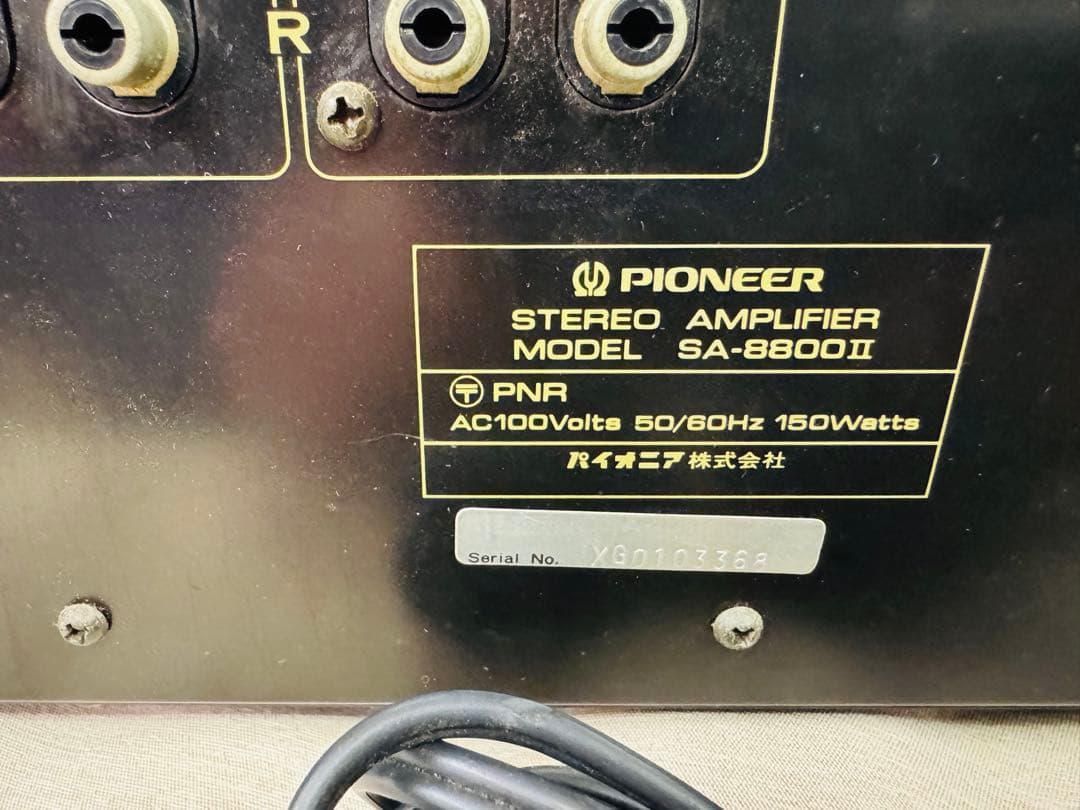 R
PIONEER
STEREO AMPLIFIER
MODEL SA-8800II
〒 PNR
AC100Volts 50/60Hz 150Watts
パイオニア株式会社
Serial No. XG0103368